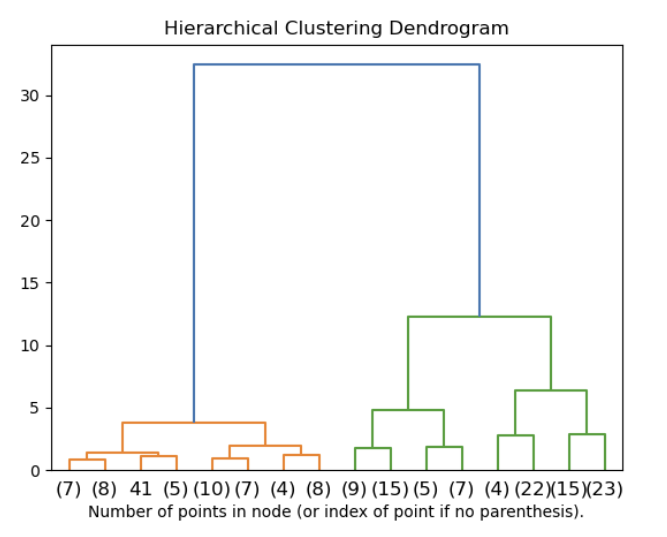 Hierarchical Clustering Dendrogram
30
25
20
15
10
5
0
(7) (8) 41 (5) (10) (7) (4) (8) (9) (15) (5) (7) (4) (22) (15) (23)
Number of points in node (or index of point if no parenthesis).